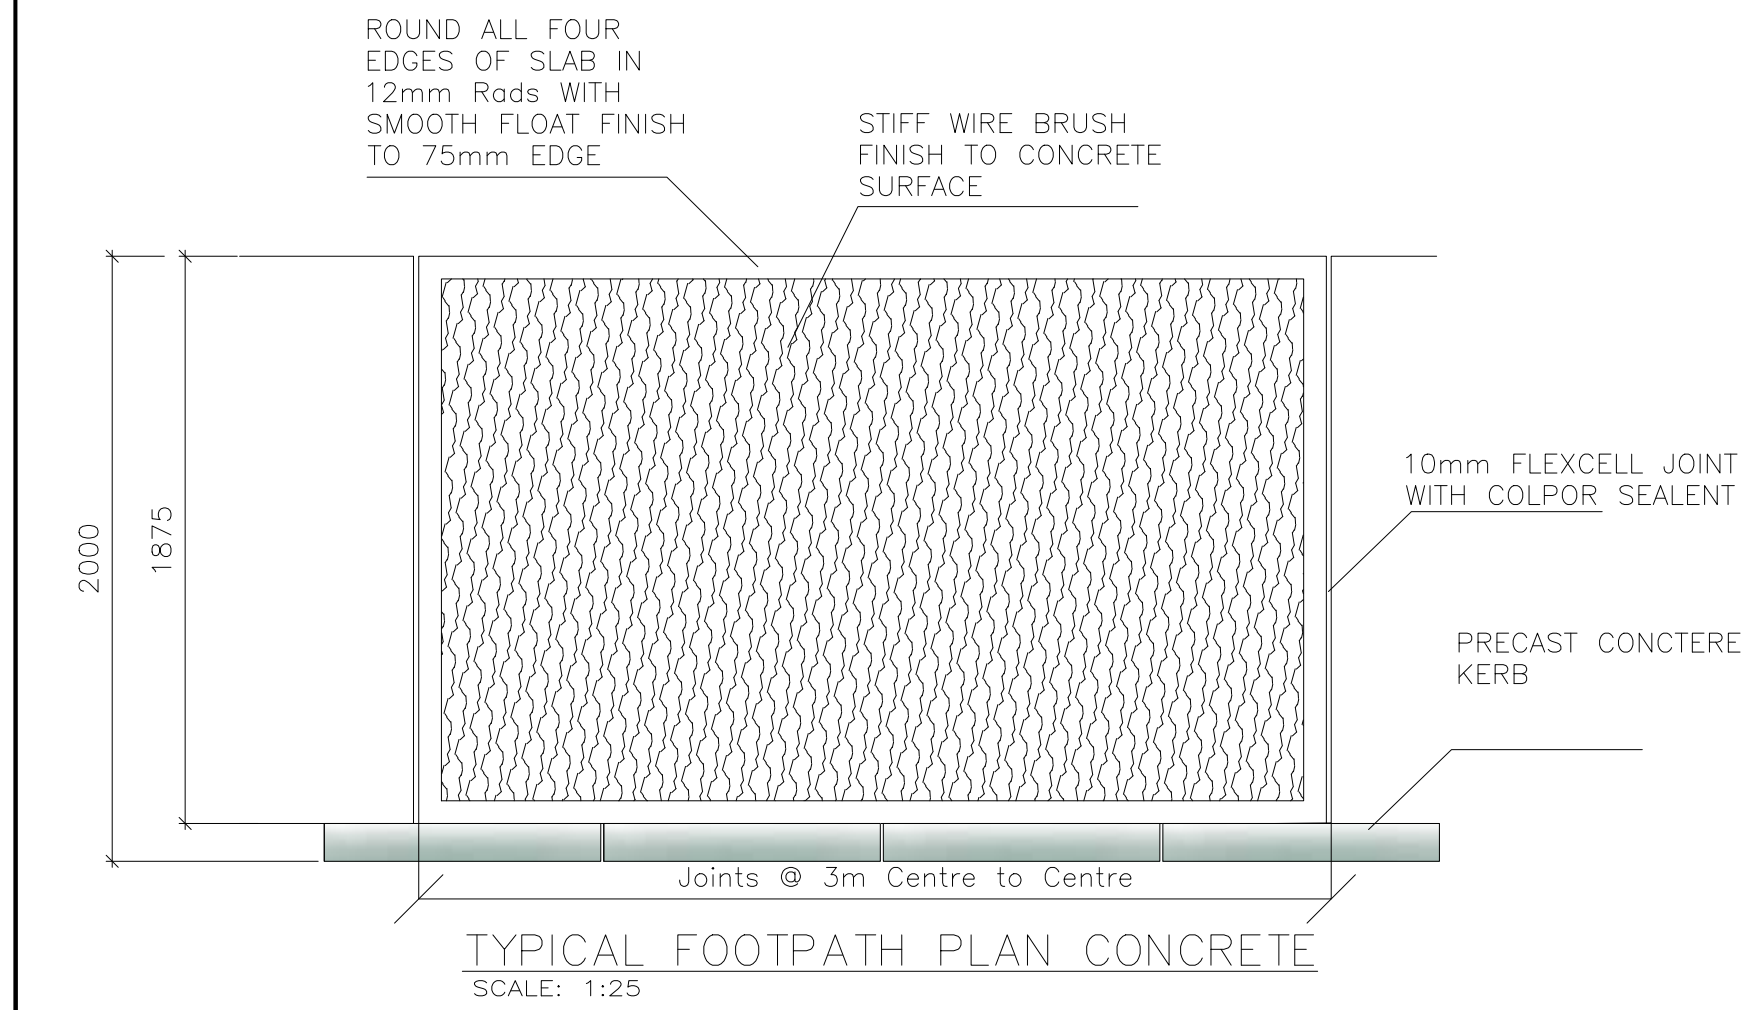 ROUND ALL FOUR
EDGES OF SLAB IN
12mm Rads WITH
SMOOTH FLOAT FINISH
TO 75mm EDGE
STIFF WIRE BRUSH
FINISH TO CONCRETE
SURFACE
2000
1875
10mm FLEXCELL JOINT
WITH COLPOR SEALENT
PRECAST CONCTERE
KERB
Joints @ 3m Centre to Centre
TYPICAL FOOTPATH PLAN CONCRETE
SCALE: 1:25